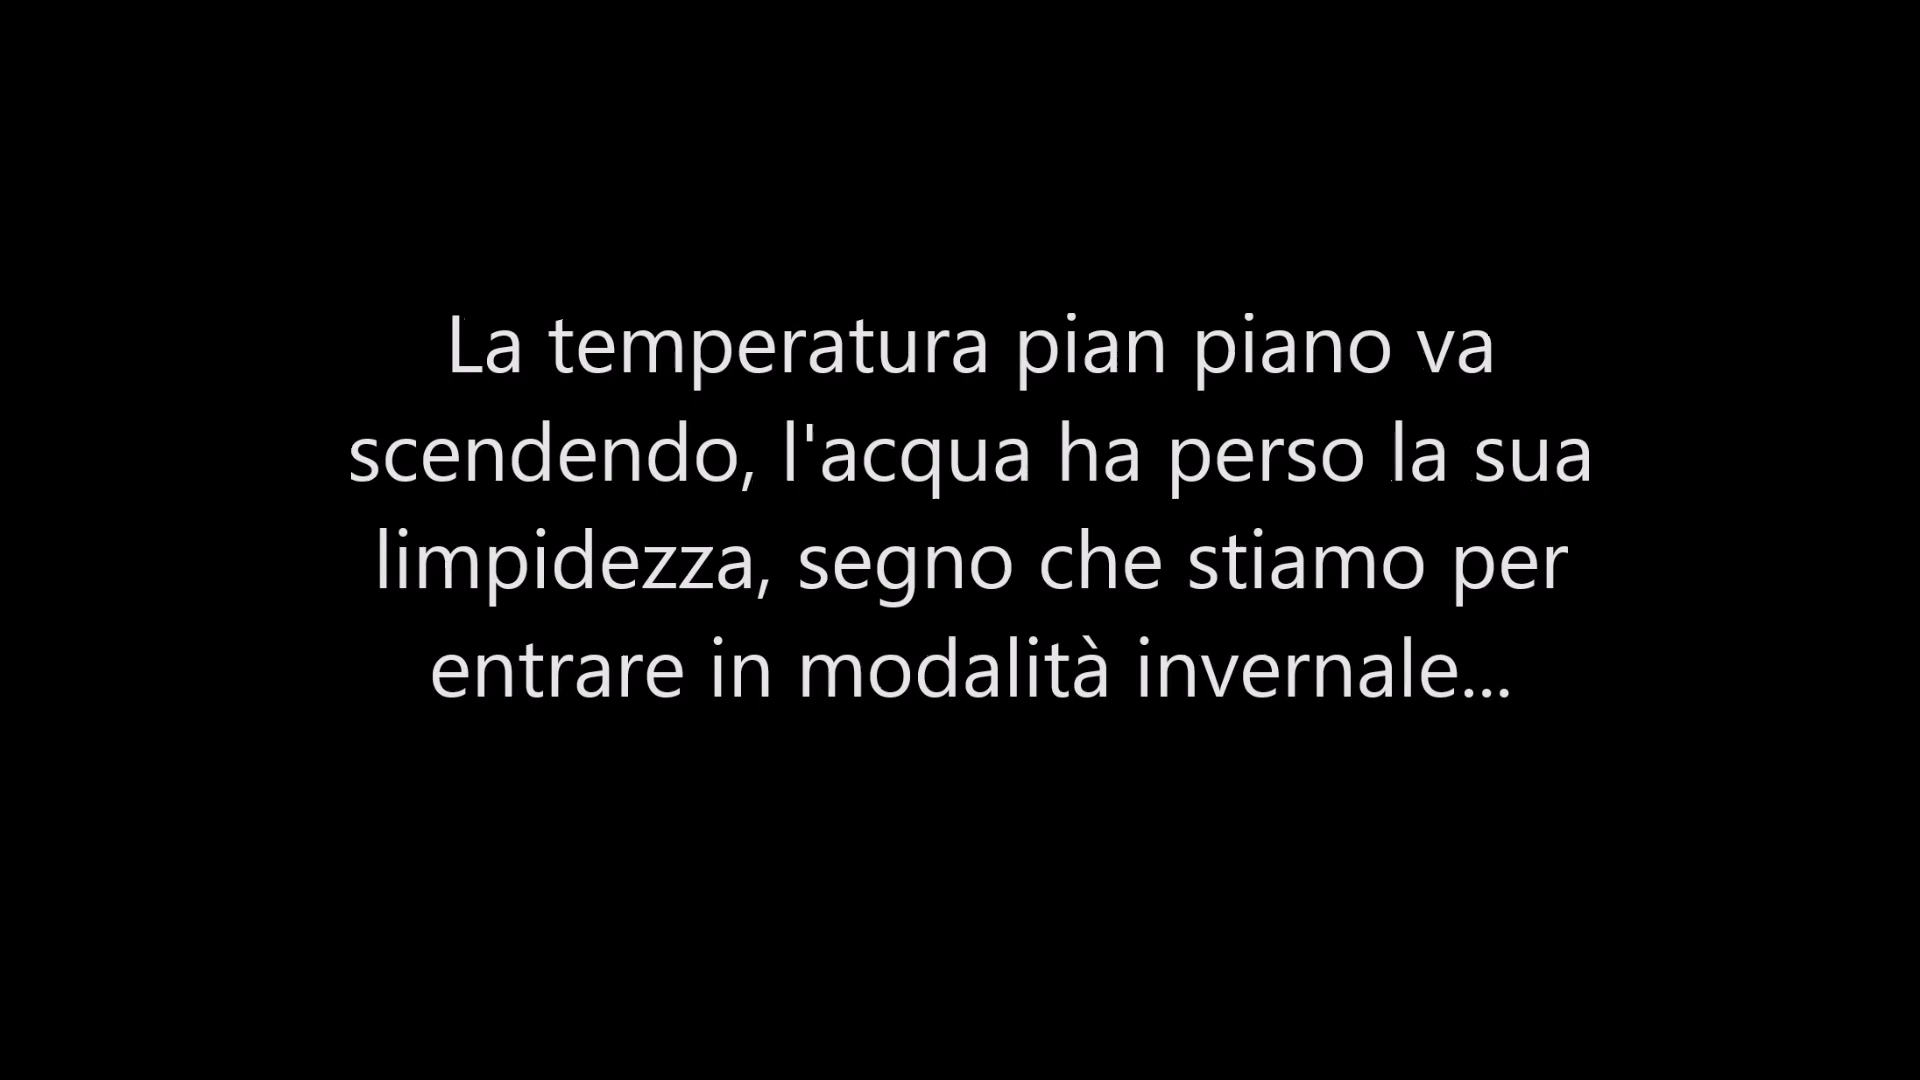 La temperatura pian piano va
scendendo, l'acqua ha perso la sua
limpidezza, segno che stiamo per
entrare in modalità invernale...